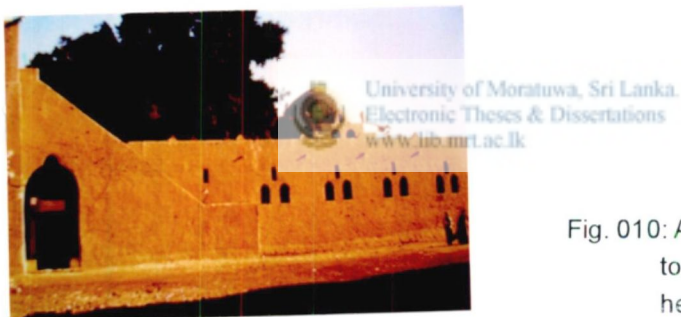 University of Moratuwa, Sri Lanka.
Electronic Theses & Dissertations
www.lib.mrt.ac.lk
Fig. 010: A
to
he